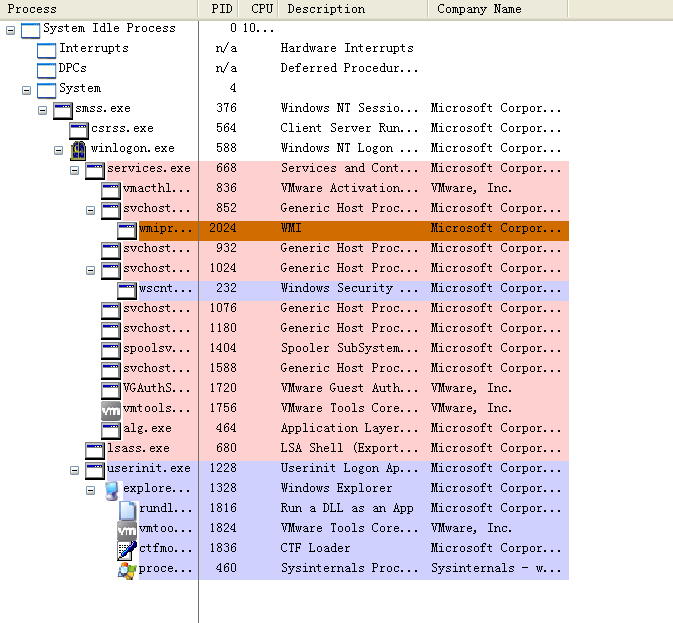 Process PID CPU Description Company Name
System Idle Process 0 10...
Interrupts n/a Hardware Interrupts
DPCs n/a Deferred Procedur...
System 4
smss.exe 376 Windows NT Sessio... Microsoft Corpor...
csrss.exe 564 Client Server Run... Microsoft Corpor...
winlogon.exe 588 Windows NT Logon ... Microsoft Corpor...
services.exe 668 Services and Cont... Microsoft Corpor...
vmacthl... 836 VMware Activation... VMware, Inc.
svchost... 852 Generic Host Proc... Microsoft Corpor...
wmipr... 2024 WMI Microsoft Corpor...
svchost... 932 Generic Host Proc... Microsoft Corpor...
svchost... 1024 Generic Host Proc... Microsoft Corpor...
wscnt... 232 Windows Security ... Microsoft Corpor...
svchost... 1076 Generic Host Proc... Microsoft Corpor...
svchost... 1180 Generic Host Proc... Microsoft Corpor...
spoolsv... 1404 Spooler SubSystem... Microsoft Corpor...
svchost... 1588 Generic Host Proc... Microsoft Corpor...
VGAuthS... 1720 VMware Guest Auth... VMware, Inc.
vmtools... 1756 VMware Tools Core... VMware, Inc.
alg.exe 464 Application Layer... Microsoft Corpor...
lsass.exe 680 LSA Shell (Export... Microsoft Corpor...
userinit.exe 1228 Userinit Logon Ap... Microsoft Corpor...
explore... 1328 Windows Explorer Microsoft Corpor...
rundl... 1816 Run a DLL as an App Microsoft Corpor...
vmtoo... 1824 VMware Tools Core... VMware, Inc.
ctfmo... 1836 CTF Loader Microsoft Corpor...
proce... 460 Sysinternals Proc... Sysinternals - w...